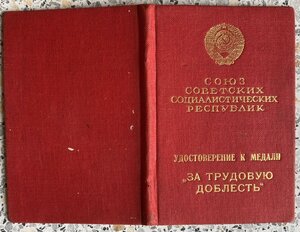 СОЮЗ
СОВЕТСКИХ
СОЦИАЛИСТИЧЕСКИХ
РЕСПУБЛИК
УДОСТОВЕРЕНИЕ К МЕДАЛИ
„ЗА ТРУДОВУЮ
ДОБЛЕСТЬ"